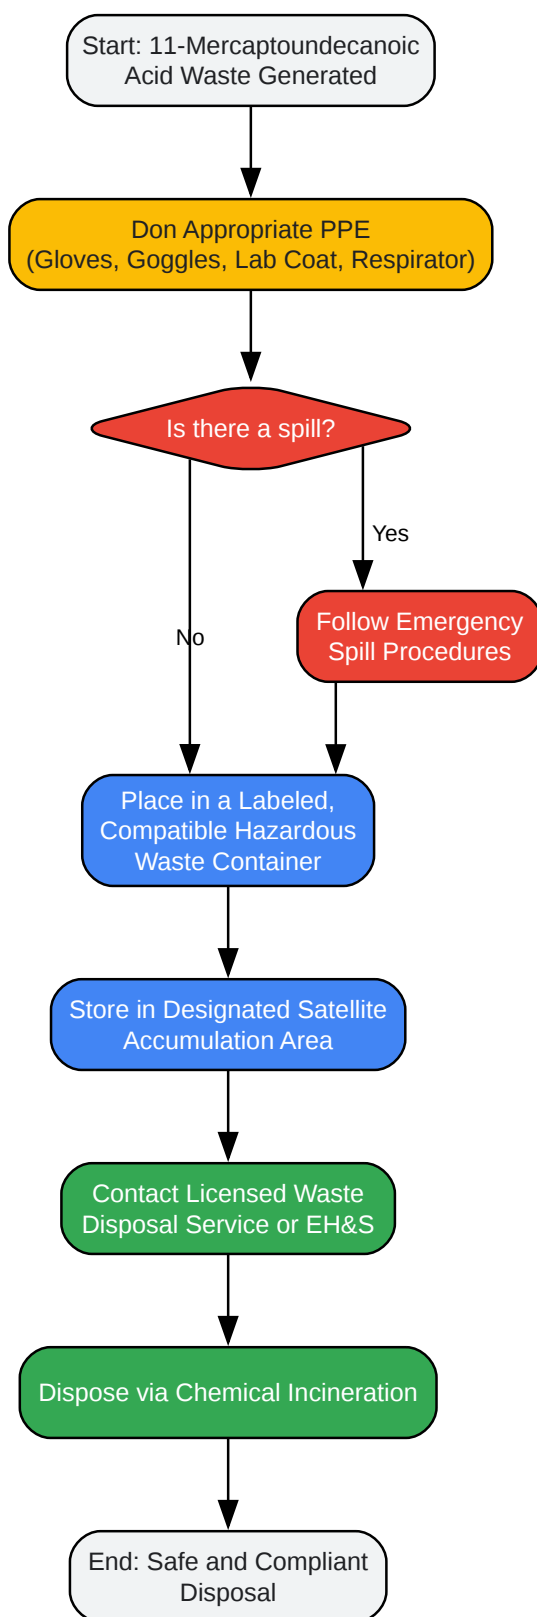 Start: 11-Mercaptoundecanoic
Acid Waste Generated
Don Appropriate PPE
(Gloves, Goggles, Lab Coat, Respirator)
Is there a spill?
Yes
Follow Emergency
Spill Procedures
No
Place in a Labeled,
Compatible Hazardous
Waste Container
Store in Designated Satellite
Accumulation Area
Contact Licensed Waste
Disposal Service or EH&S
Dispose via Chemical Incineration
End: Safe and Compliant
Disposal